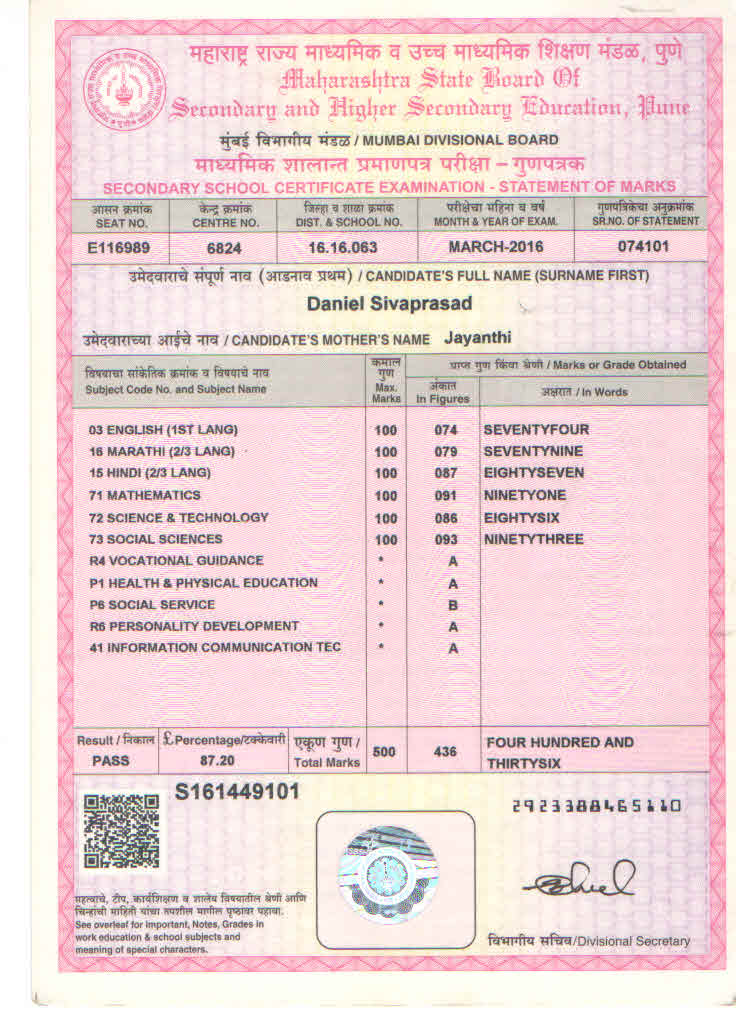 महाराष्ट्र राज्य माध्यमिक व उच्च माध्यमिक शिक्षण मंडळ, पुणे
Maharashtra State Board Of
Secondary and Higher Secondary Education, Pune
मुंबई विभागीय मंडळ / MUMBAI DIVISIONAL BOARD
माध्यमिक शालान्त प्रमाणपत्र परीक्षा – गुणपत्रक
SECONDARY SCHOOL CERTIFICATE EXAMINATION - STATEMENT OF MARKS
आसन क्रमांक केन्द्र क्रमांक जिल्हा व शाळा क्रमांक परीक्षेचा महिना व वर्ष गुणपत्रिकेचा अनुक्रमांक
SEAT NO. CENTRE NO. DIST. & SCHOOL NO. MONTH & YEAR OF EXAM. SR.NO. OF STATEMENT
E116989 6824 16.16.063 MARCH-2016 074101
उमेदवाराचे संपूर्ण नाव (आडनाव प्रथम) / CANDIDATE'S FULL NAME (SURNAME FIRST)
Daniel Sivaprasad
उमेदवाराच्या आईचे नाव / CANDIDATE'S MOTHER'S NAME Jayanthi
विषयाचा सांकेतिक क्रमांक व विषयाचे नाव
Subject Code No. and Subject Name
कमाल
गुण
Max.
Marks
प्राप्त गुण किंवा श्रेणी / Marks or Grade Obtained
अंकात
In Figures
अक्षरात / In Words
03 ENGLISH (1ST LANG) 100 074 SEVENTYFOUR
16 MARATHI (2/3 LANG) 100 079 SEVENTYNINE
15 HINDI (2/3 LANG) 100 087 EIGHTYSEVEN
71 MATHEMATICS 100 091 NINETYONE
72 SCIENCE & TECHNOLOGY 100 086 EIGHTYSIX
73 SOCIAL SCIENCES 100 093 NINETYTHREE
R4 VOCATIONAL GUIDANCE * A
P1 HEALTH & PHYSICAL EDUCATION * A
P6 SOCIAL SERVICE * B
R6 PERSONALITY DEVELOPMENT * A
41 INFORMATION COMMUNICATION TEC * A
Result / निकाल £ Percentage/टक्केवारी एकूण गुण /
PASS 87.20 Total Marks 500 436 FOUR HUNDRED AND
THIRTYSIX
S161449101
2923388465110
महत्वाचे, टीप, कार्यशिक्षण व शालेय विषयातील श्रेणी आणि
चिन्हांची माहिती यांचा तपशील मागील पृष्ठावर पहावा.
See overleaf for Important, Notes, Grades in
work education & school subjects and
meaning of special characters.
विभागीय सचिव/Divisional Secretary